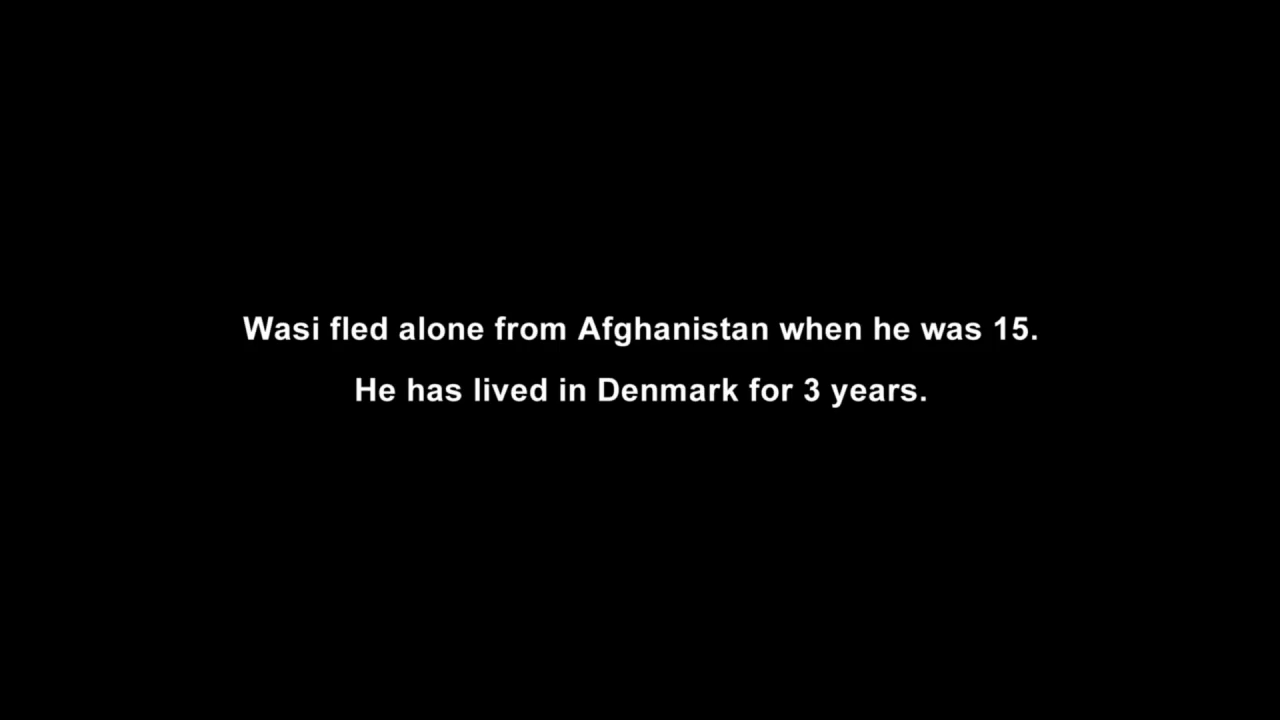 Wasi fled alone from Afghanistan when he was 15.
He has lived in Denmark for 3 years.